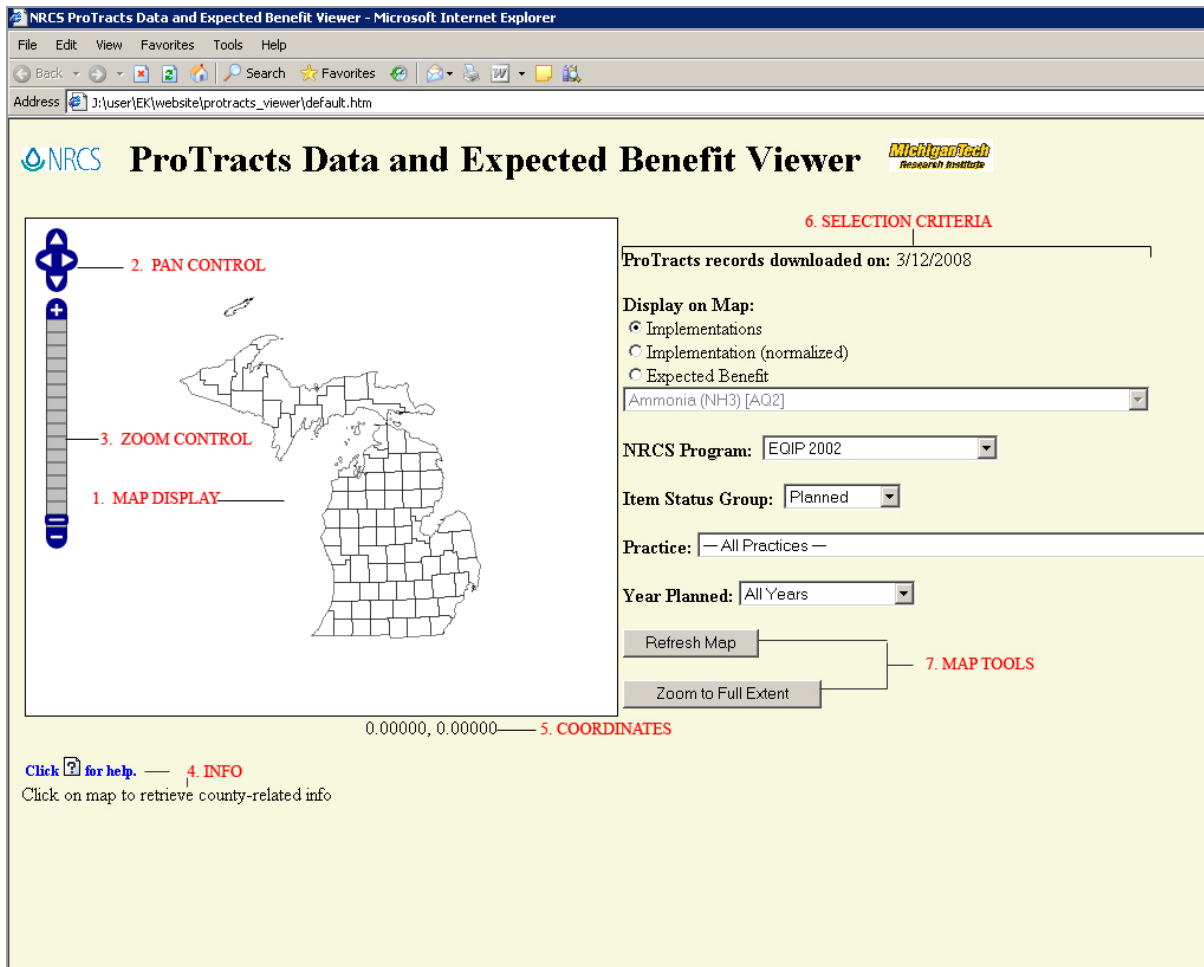 NRCS ProTracts Data and Expected Benefit Viewer - Microsoft Internet Explorer
File Edit View Favorites Tools Help
Back Search Favorites W
Address J:\user\EK\website\protracts_viewer\default.htm
NRCS ProTracts Data and Expected Benefit Viewer MichiganTech
Research Institute
6. SELECTION CRITERIA
2. PAN CONTROL
ProTracts records downloaded on: 3/12/2008
Display on Map:
Implementations
Implementation (normalized)
Expected Benefit
Ammonia (NH3) [AQ2]
3. ZOOM CONTROL
NRCS Program: EQIP 2002
1. MAP DISPLAY
Item Status Group: Planned
Practice: — All Practices —
Year Planned: All Years
Refresh Map
7. MAP TOOLS
Zoom to Full Extent
0.00000, 0.00000 5. COORDINATES
Click ? for help. 4. INFO
Click on map to retrieve county-related info